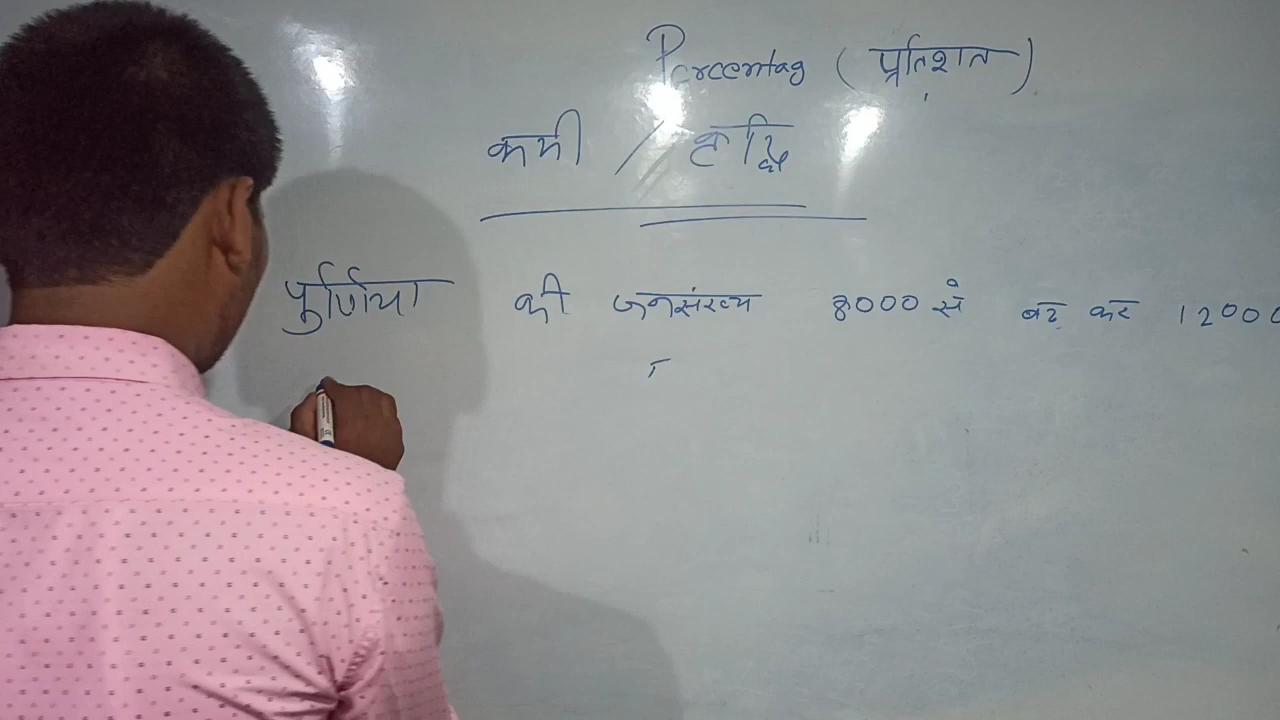 Percentag (प्रतिशत)
कमी / वृद्धि
पुर्णिया की जनसंख्य 8000 से बढ़ कर 12000